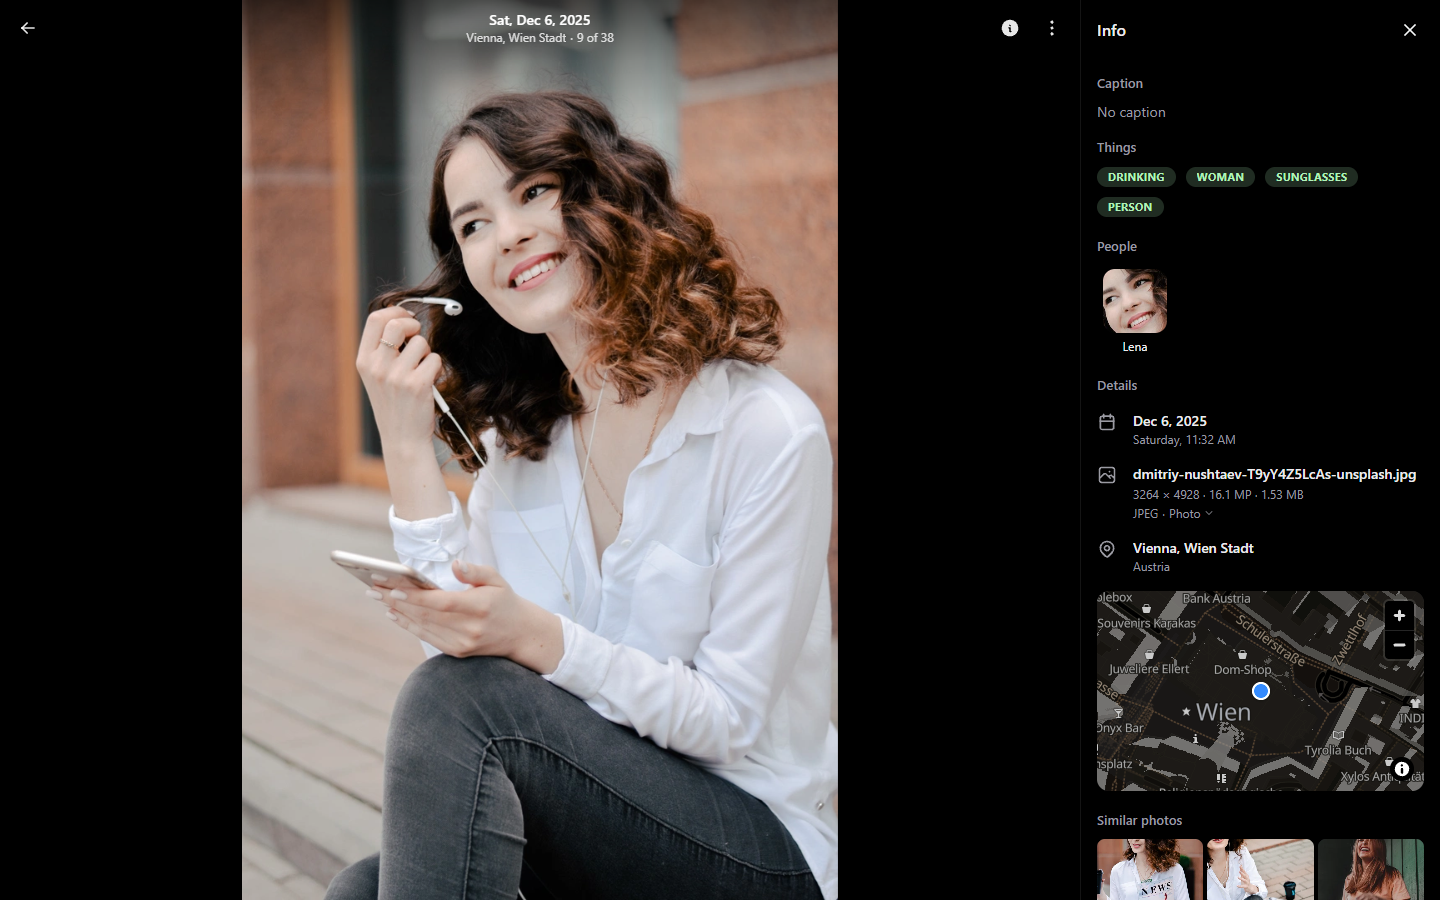 Sat, Dec 6, 2025
Vienna, Wien Stadt · 9 of 38
Info
Caption
No caption
Things
DRINKING
WOMAN
SUNGLASSES
PERSON
People
Lena
Details
Dec 6, 2025
Saturday, 11:32 AM
dmitriy-nushtaev-T9yY4Z5LcAs-unsplash.jpg
3264 × 4928 · 16.1 MP · 1.53 MB
JPEG · Photo
Vienna, Wien Stadt
Austria
Bank Austria
Souvenirs Karakas
Schulerstraße
Juweliere Ellert
Dom-Shop
Wien
Onyx Bar
Tyrolia Buch
Xylos
Similar photos
NEWS